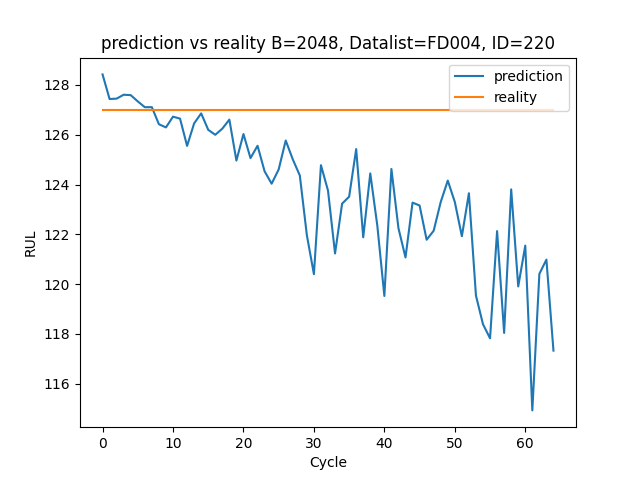 prediction vs reality B=2048, Datalist=FD004, ID=220
prediction
reality
128
126
124
122
120
118
116
RUL
0 10 20 30 40 50 60
Cycle